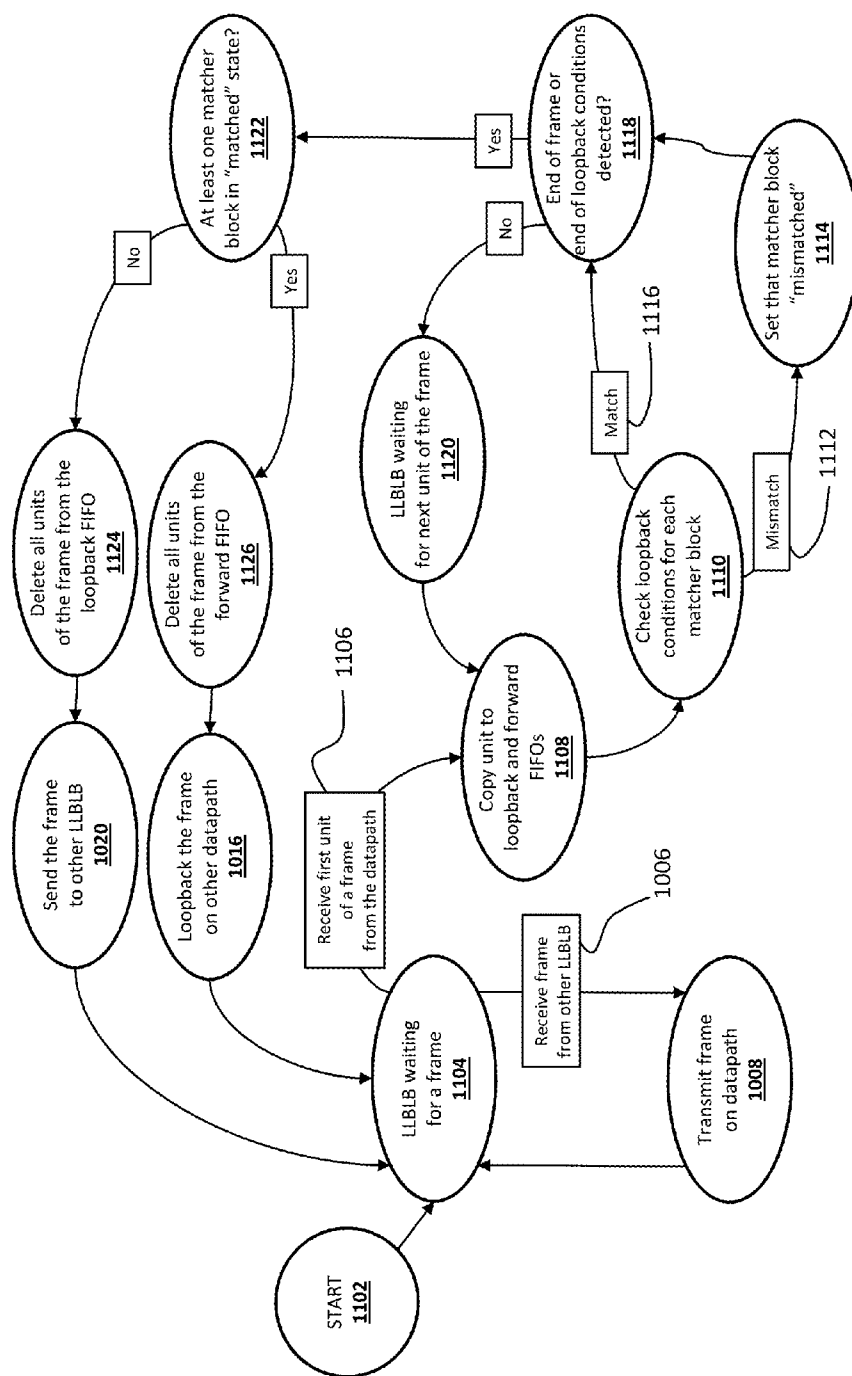 START
1102
LLBLB waiting
for a frame
1104
Receive frame
from other LLBLB
1006
Transmit frame
on datapath
1008
Receive first unit
of a frame
from the datapath
1106
Copy unit to
loopback and forward
FIFOs
1108
Check loopback
conditions for each
matcher block
1110
Mismatch
1112
Set that matcher block
“mismatched”
1114
Match
1116
End of frame or
end of loopback conditions
detected?
1118
No
LLBLB waiting
for next unit of the frame
1120
Yes
At least one matcher
block in “matched” state?
1122
No
Delete all units
of the frame from the
loopback FIFO
1124
Send the frame
to other LLBLB
1020
Yes
Delete all units
of the frame from the
forward FIFO
1126
Loopback the frame
on other datapath
1016